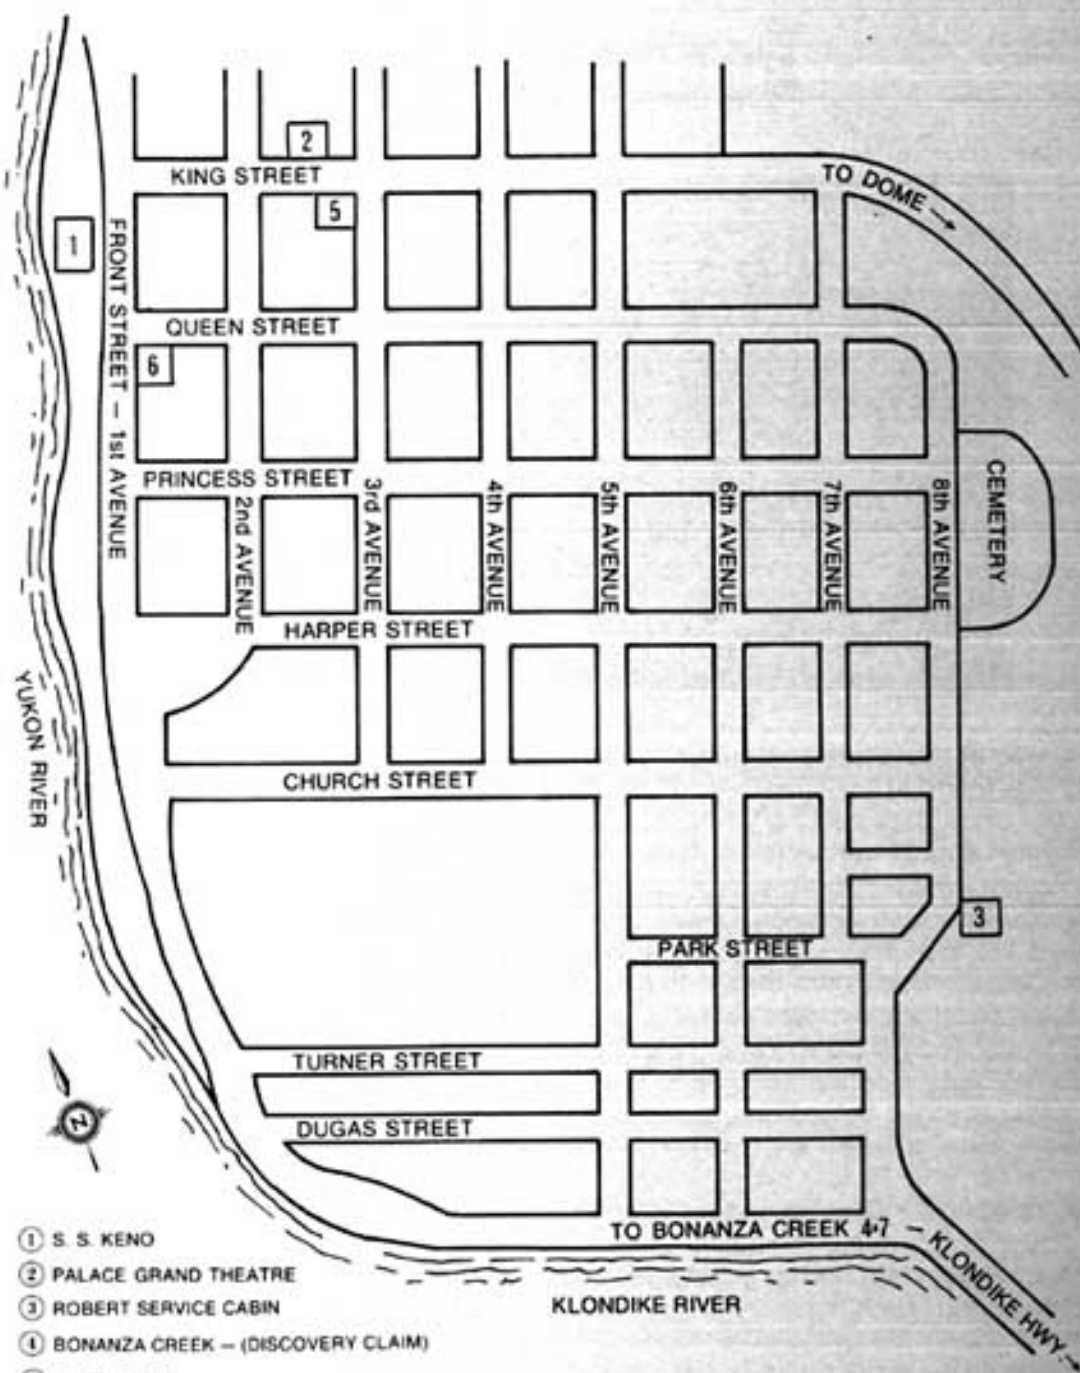 2
KING STREET
TO DOME →
5
1
FRONT STREET – 1st AVENUE
QUEEN STREET
6
PRINCESS STREET
2nd AVENUE
3rd AVENUE
4th AVENUE
5th AVENUE
6th AVENUE
7th AVENUE
8th AVENUE
CEMETERY
HARPER STREET
YUKON RIVER
CHURCH STREET
3
PARK STREET
TURNER STREET
N
DUGAS STREET
TO BONANZA CREEK 4·7 – KLONDIKE HWY. →
KLONDIKE RIVER
① S. S. KENO
② PALACE GRAND THEATRE
③ ROBERT SERVICE CABIN
④ BONANZA CREEK – (DISCOVERY CLAIM)